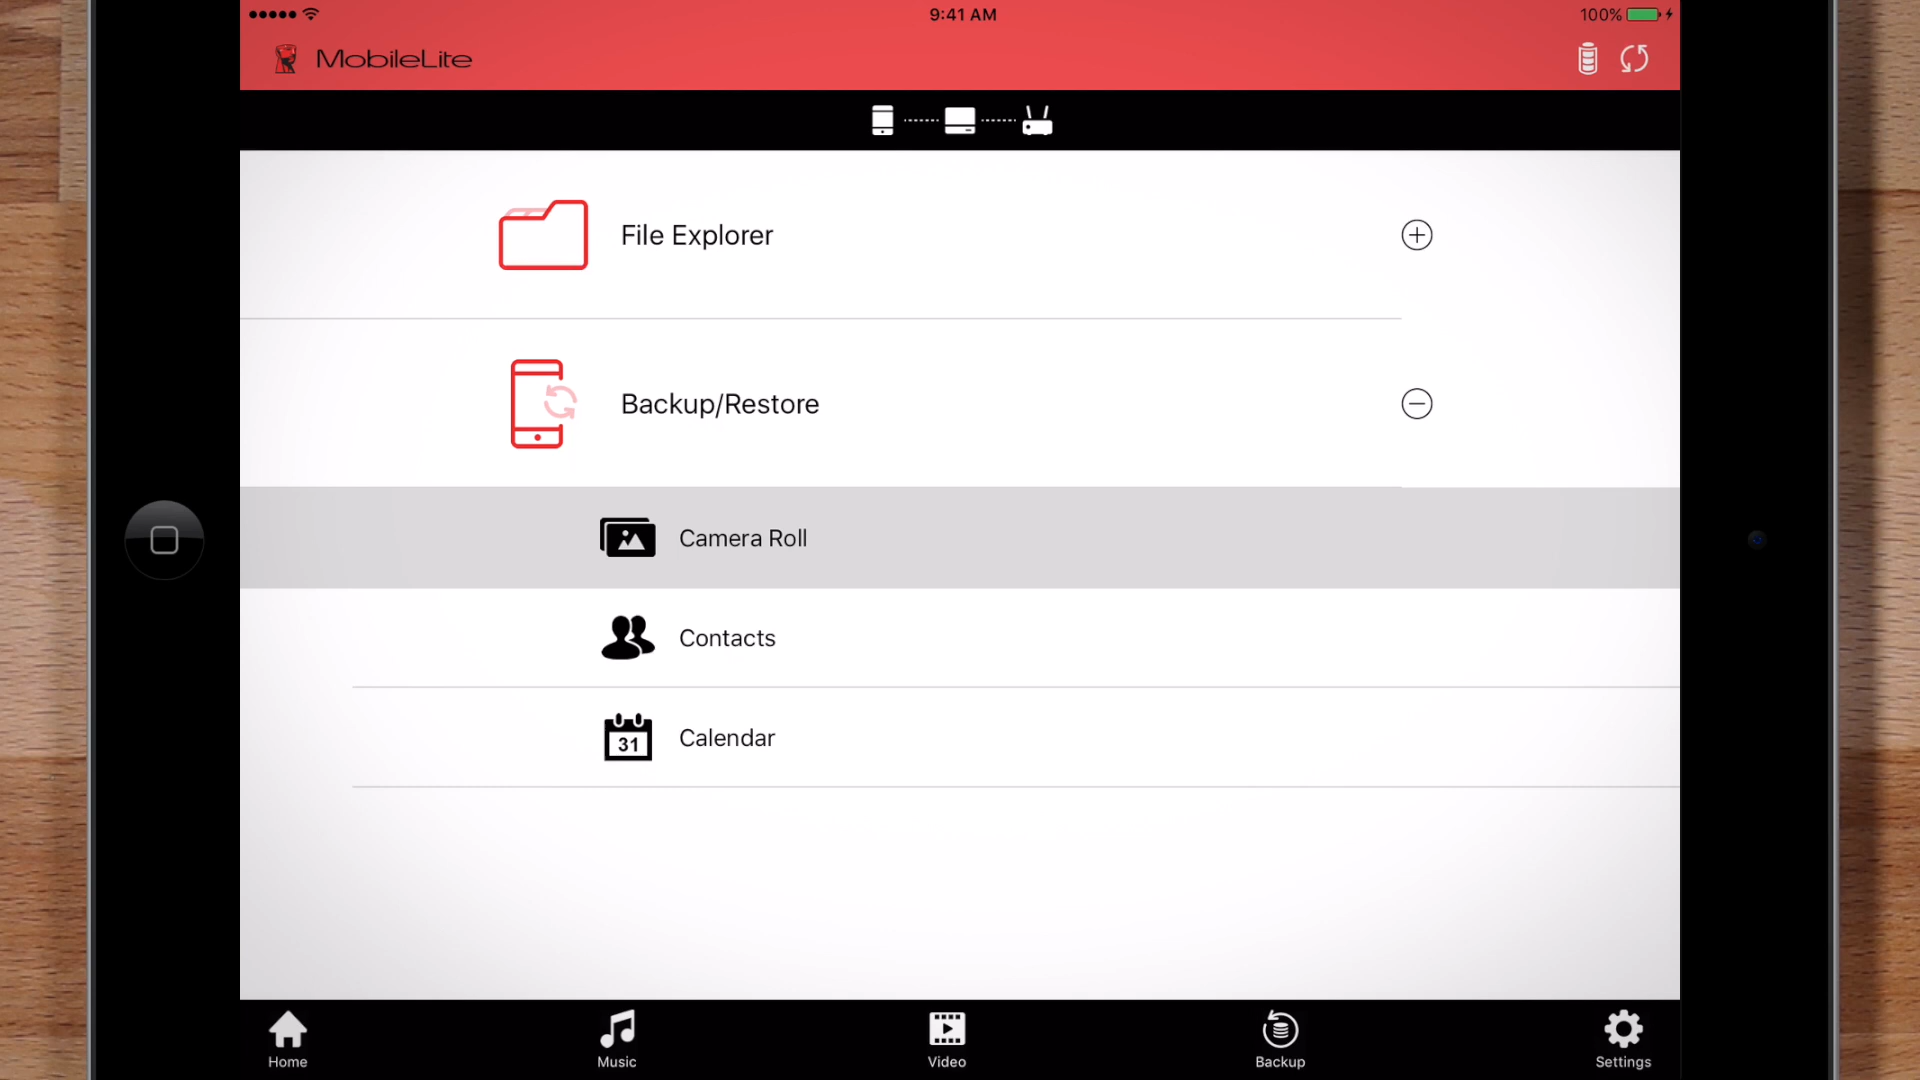 9:41 AM
100%
MobileLite
File Explorer
Backup/Restore
Camera Roll
Contacts
31
Calendar
Home
Music
Video
Backup
Settings